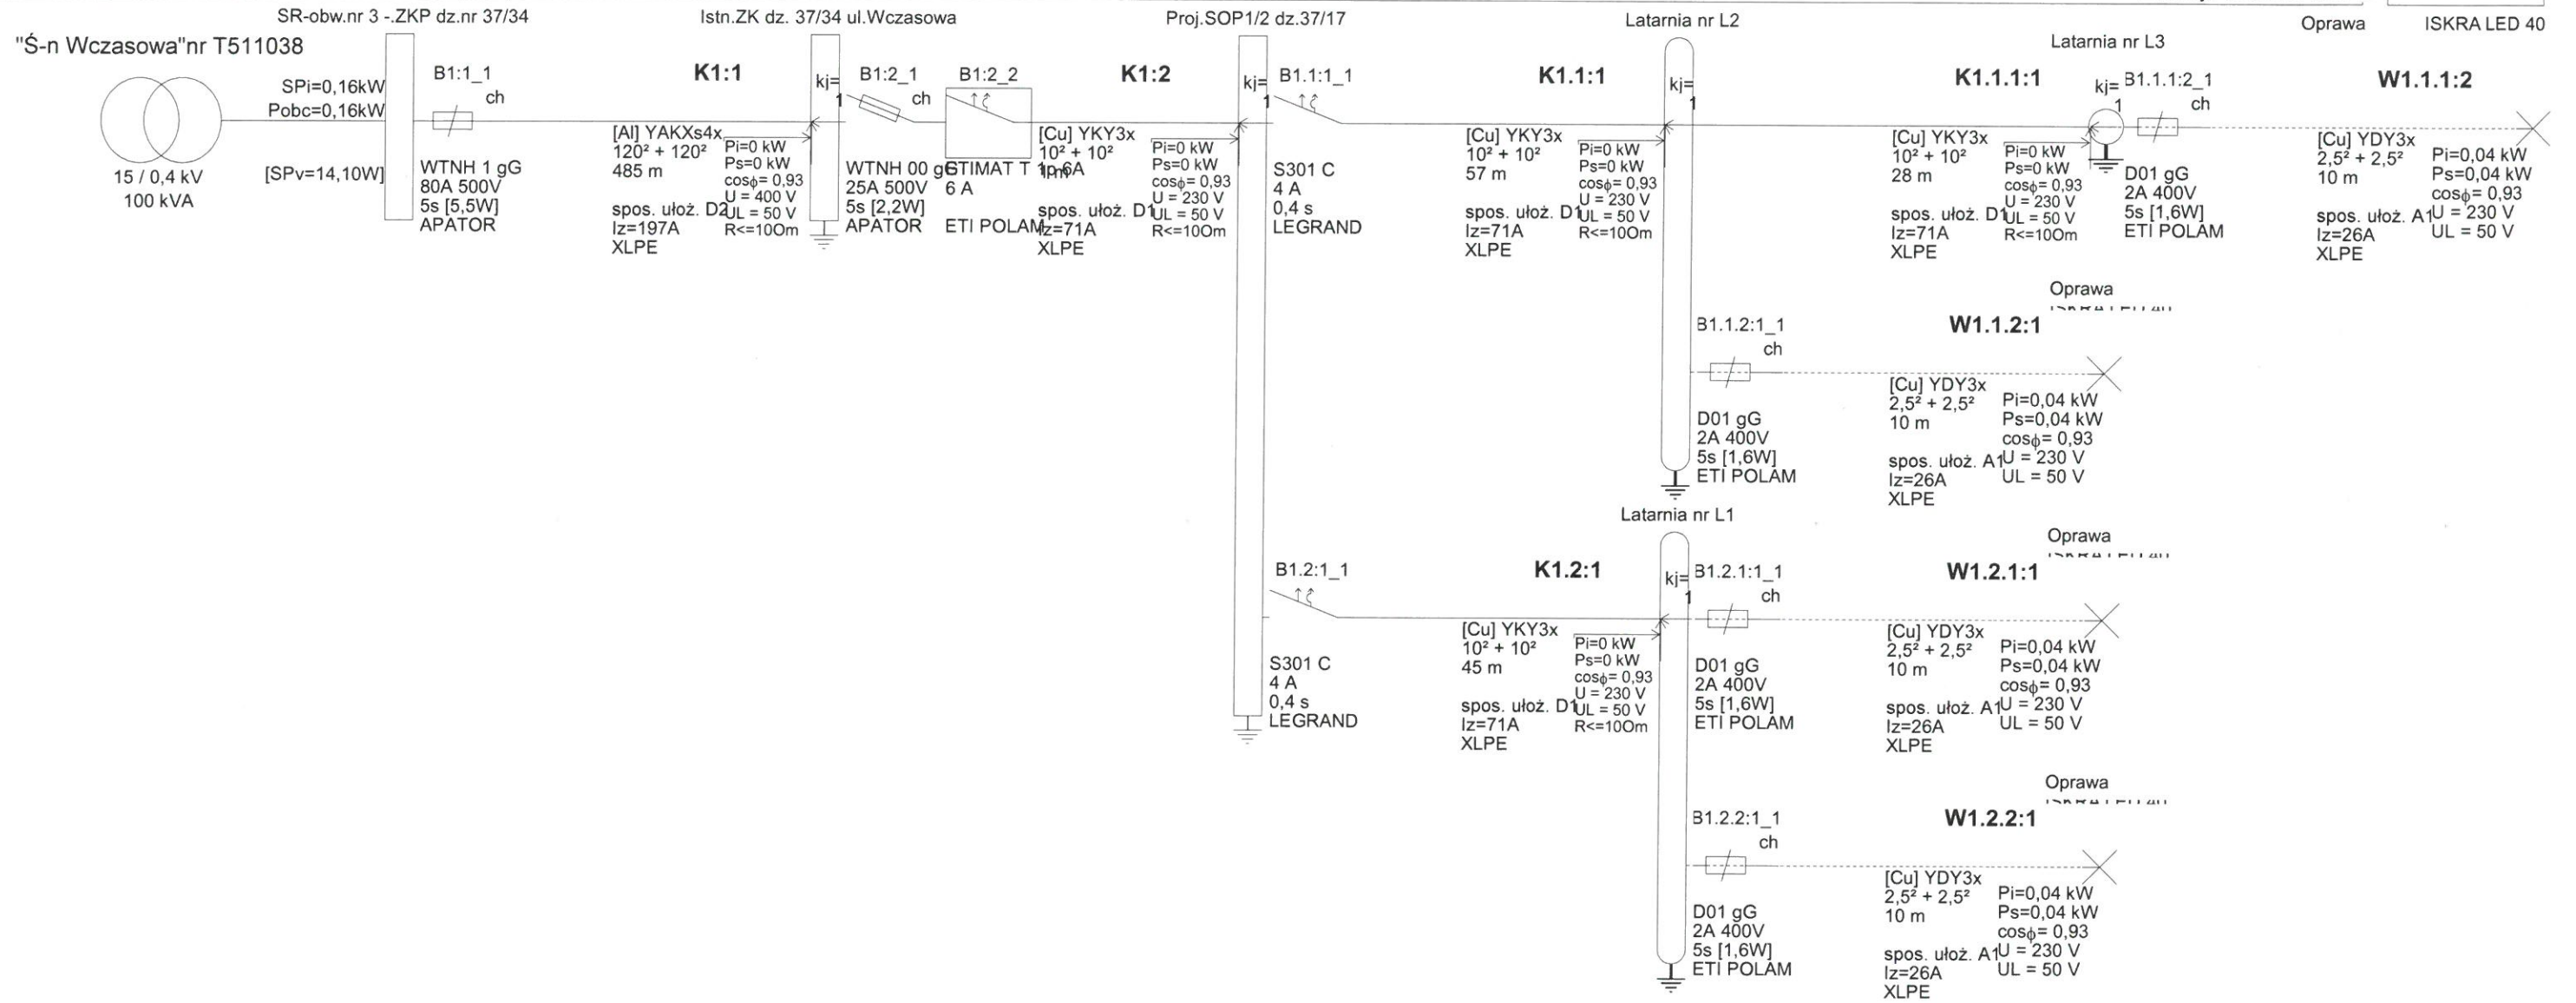 SR-obw.nr 3 -.ZKP dz.nr 37/34
Istn.ZK dz. 37/34 ul.Wczasowa
Proj.SOP1/2 dz.37/17
Latarnia nr L2
Oprawa
ISKRA LED 40
Latarnia nr L3
"Ś-n Wczasowa"nr T511038
15 / 0,4 kV
100 kVA
SPi=0,16kW
Pobc=0,16kW
[SPv=14,10W]
B1:1_1
ch
WTNH 1 gG
80A 500V
5s [5,5W]
APATOR
K1:1
[Al] YAKXs4x
120² + 120²
485 m
spos. ułoż. D2
Iz=197A
XLPE
Pi=0 kW
Ps=0 kW
cosϕ= 0,93
U = 400 V
UL = 50 V
R<=10Om
kj=
1
B1:2_1
ch
WTNH 00 gG
25A 500V
5s [2,2W]
APATOR
B1:2_2
ETIMAT T 1p 6A
6 A
ETI POLAM
K1:2
[Cu] YKY3x
10² + 10²
1 m
spos. ułoż. D1
Iz=71A
XLPE
Pi=0 kW
Ps=0 kW
cosϕ= 0,93
U = 230 V
UL = 50 V
R<=10Om
kj=
1
B1.1:1_1
S301 C
4 A
0,4 s
LEGRAND
K1.1:1
[Cu] YKY3x
10² + 10²
57 m
spos. ułoż. D1
Iz=71A
XLPE
Pi=0 kW
Ps=0 kW
cosϕ= 0,93
U = 230 V
UL = 50 V
R<=10Om
kj=
1
K1.1.1:1
[Cu] YKY3x
10² + 10²
28 m
spos. ułoż. D1
Iz=71A
XLPE
Pi=0 kW
Ps=0 kW
cosϕ= 0,93
U = 230 V
UL = 50 V
R<=10Om
kj=
1
B1.1.1:2_1
ch
D01 gG
2A 400V
5s [1,6W]
ETI POLAM
W1.1.1:2
[Cu] YDY3x
2,5² + 2,5²
10 m
spos. ułoż. A1
Iz=26A
XLPE
Pi=0,04 kW
Ps=0,04 kW
cosϕ= 0,93
U = 230 V
UL = 50 V
Oprawa
B1.1.2:1_1
ch
D01 gG
2A 400V
5s [1,6W]
ETI POLAM
W1.1.2:1
[Cu] YDY3x
2,5² + 2,5²
10 m
spos. ułoż. A1
Iz=26A
XLPE
Pi=0,04 kW
Ps=0,04 kW
cosϕ= 0,93
U = 230 V
UL = 50 V
Latarnia nr L1
Oprawa
B1.2:1_1
S301 C
4 A
0,4 s
LEGRAND
K1.2:1
[Cu] YKY3x
10² + 10²
45 m
spos. ułoż. D1
Iz=71A
XLPE
Pi=0 kW
Ps=0 kW
cosϕ= 0,93
U = 230 V
UL = 50 V
R<=10Om
kj=
1
B1.2.1:1_1
ch
D01 gG
2A 400V
5s [1,6W]
ETI POLAM
W1.2.1:1
[Cu] YDY3x
2,5² + 2,5²
10 m
spos. ułoż. A1
Iz=26A
XLPE
Pi=0,04 kW
Ps=0,04 kW
cosϕ= 0,93
U = 230 V
UL = 50 V
Oprawa
B1.2.2:1_1
ch
D01 gG
2A 400V
5s [1,6W]
ETI POLAM
W1.2.2:1
[Cu] YDY3x
2,5² + 2,5²
10 m
spos. ułoż. A1
Iz=26A
XLPE
Pi=0,04 kW
Ps=0,04 kW
cosϕ= 0,93
U = 230 V
UL = 50 V